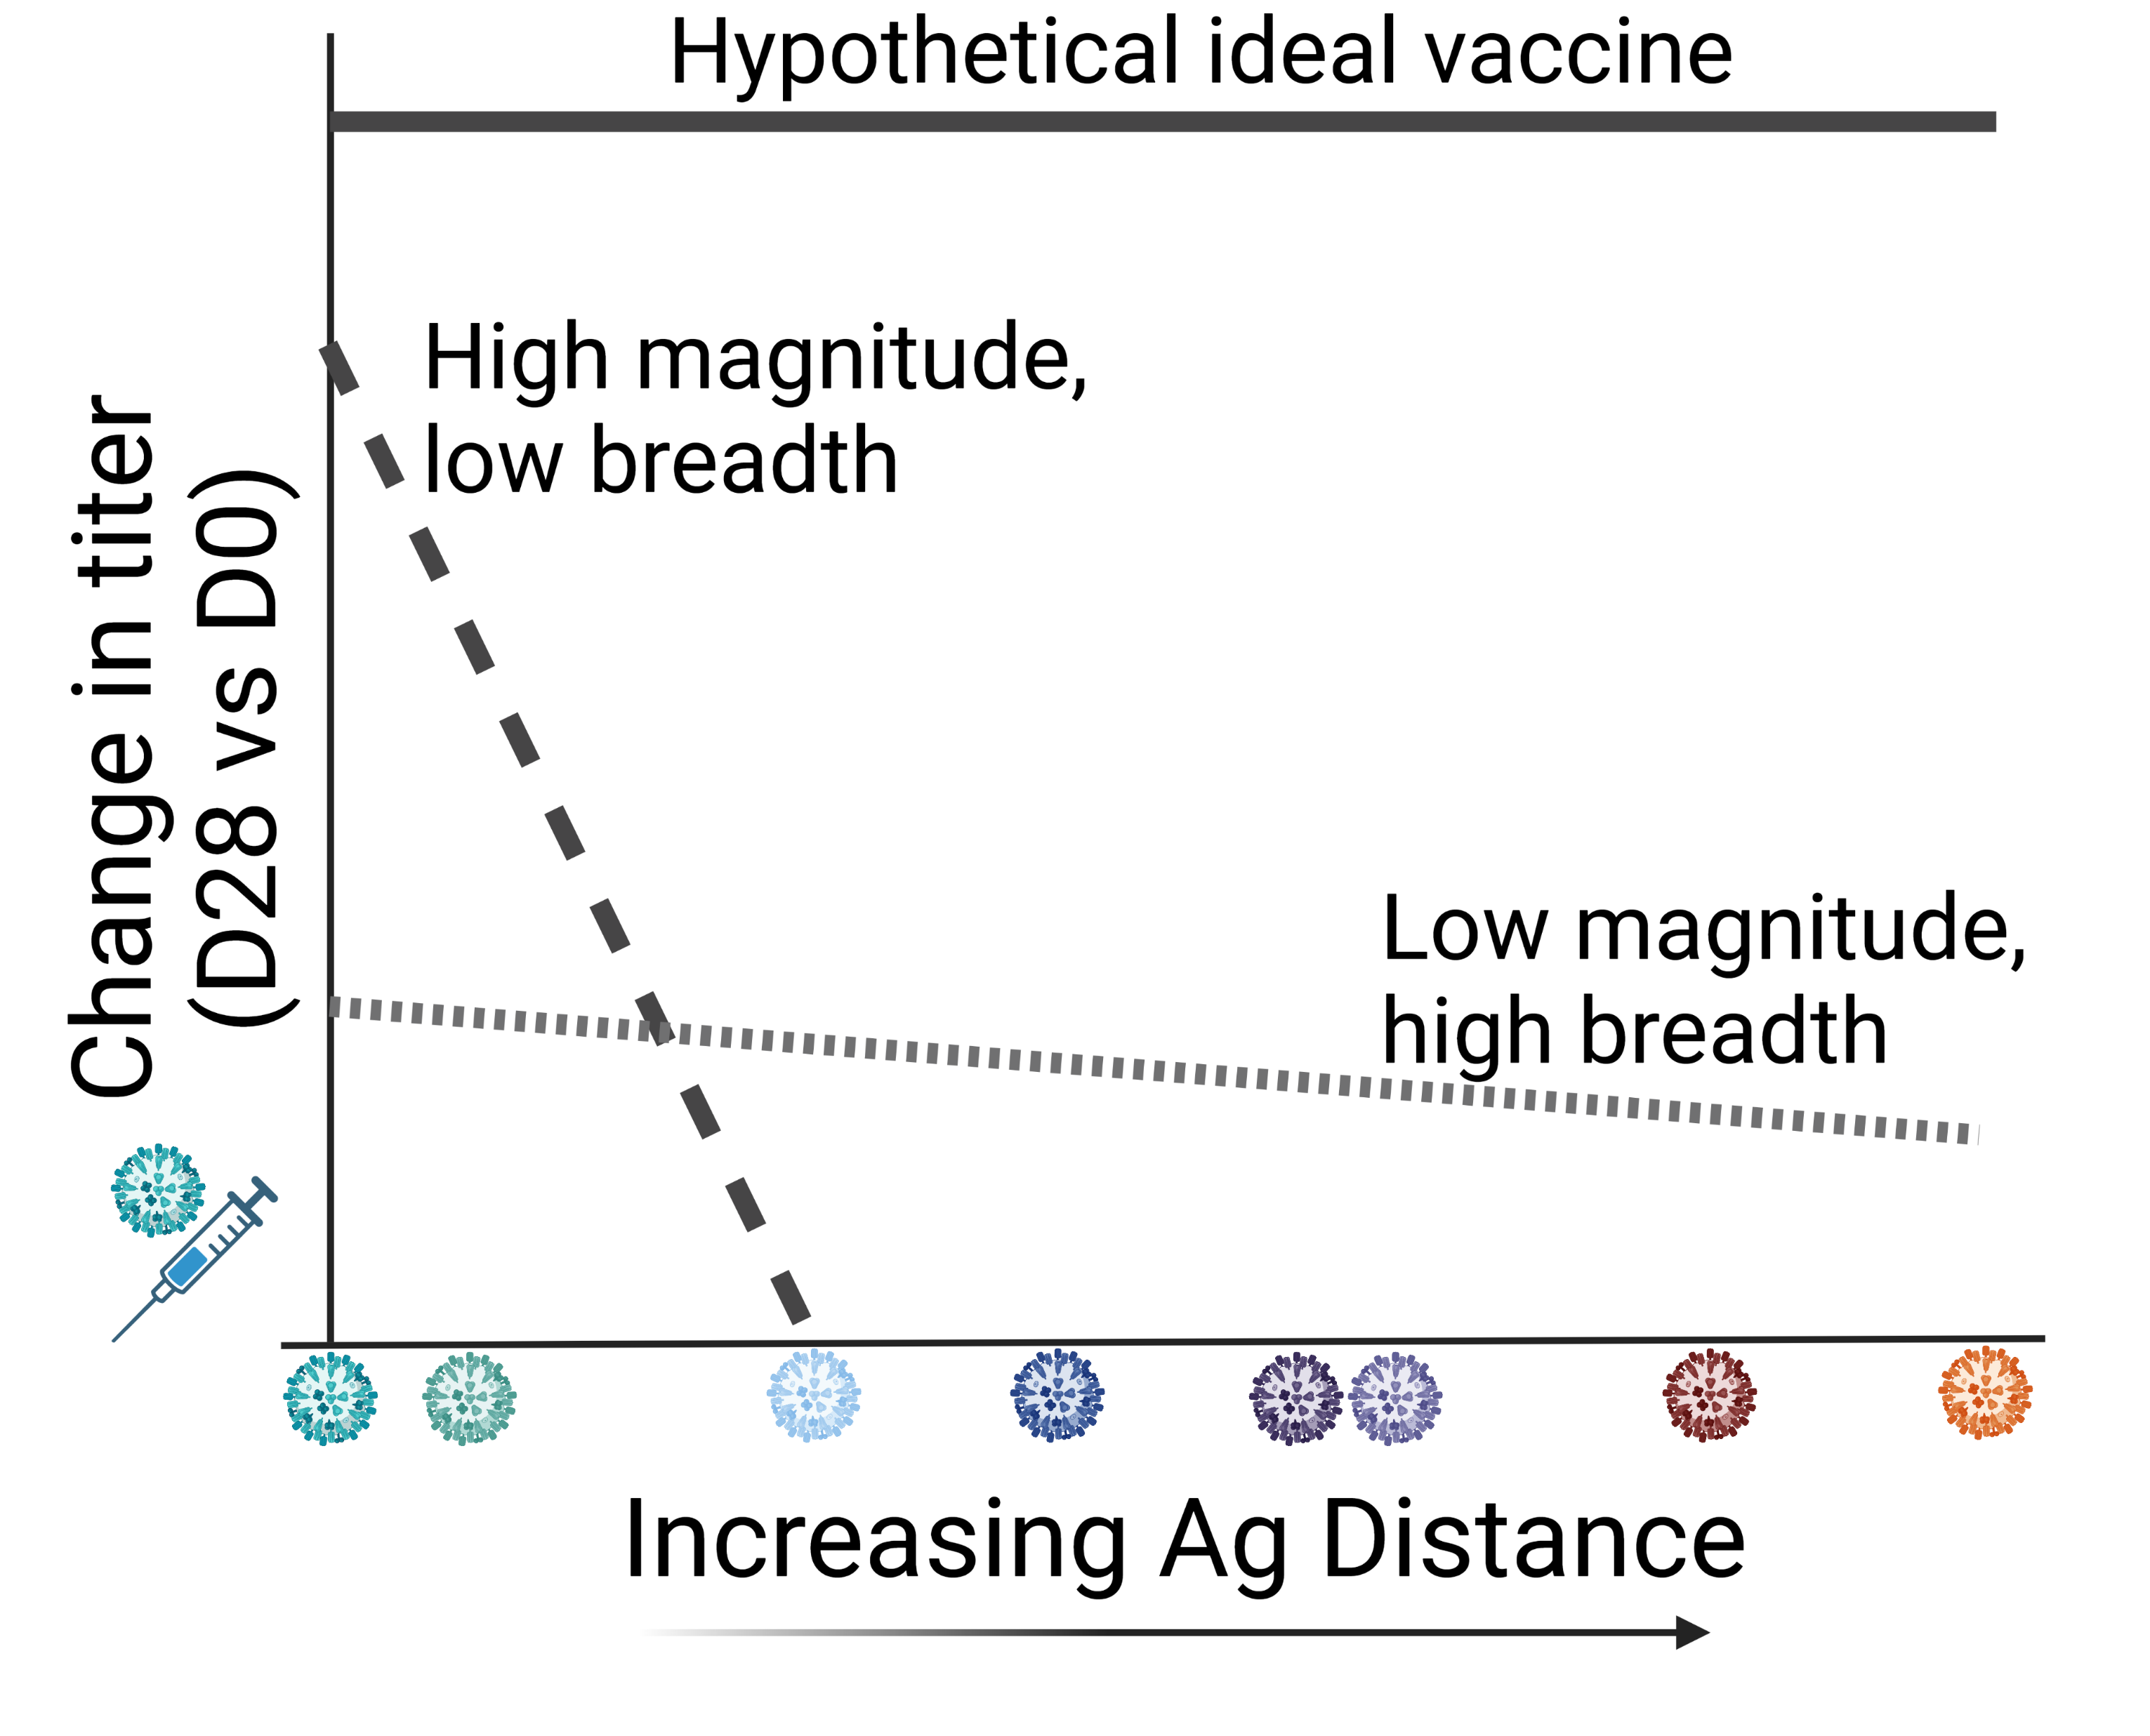 Hypothetical ideal vaccine
High magnitude,
low breadth
Change in titer
(D28 vs D0)
Low magnitude,
high breadth
Increasing Ag Distance